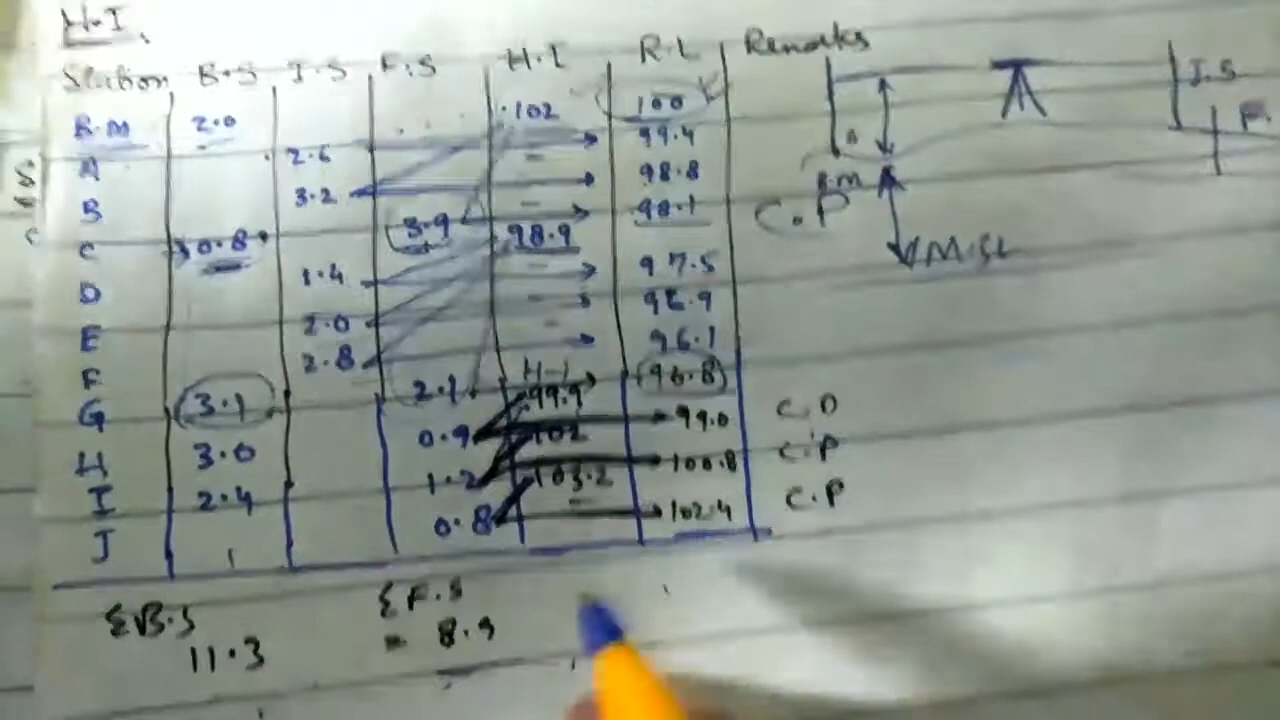 H.I.
Station B.S I.S F.S H.I R.L Remarks
B.M 2.0 102 100
A 2.6 99.4
B 3.2 98.8
C 0.8 3.9 98.9 98.1 C.P
D 1.4 97.5
E 2.0 96.9
F 2.8 96.1
G 3.1 2.1 H.I 99.9 96.8
H 3.0 0.9 102 99.0 C.P
I 2.4 1.2 103.2 100.8 C.P
J 0.8 102.4 C.P
ΣB.S
11.3
ΣF.S
= 8.9
I.S
F.
B.M
M.SL